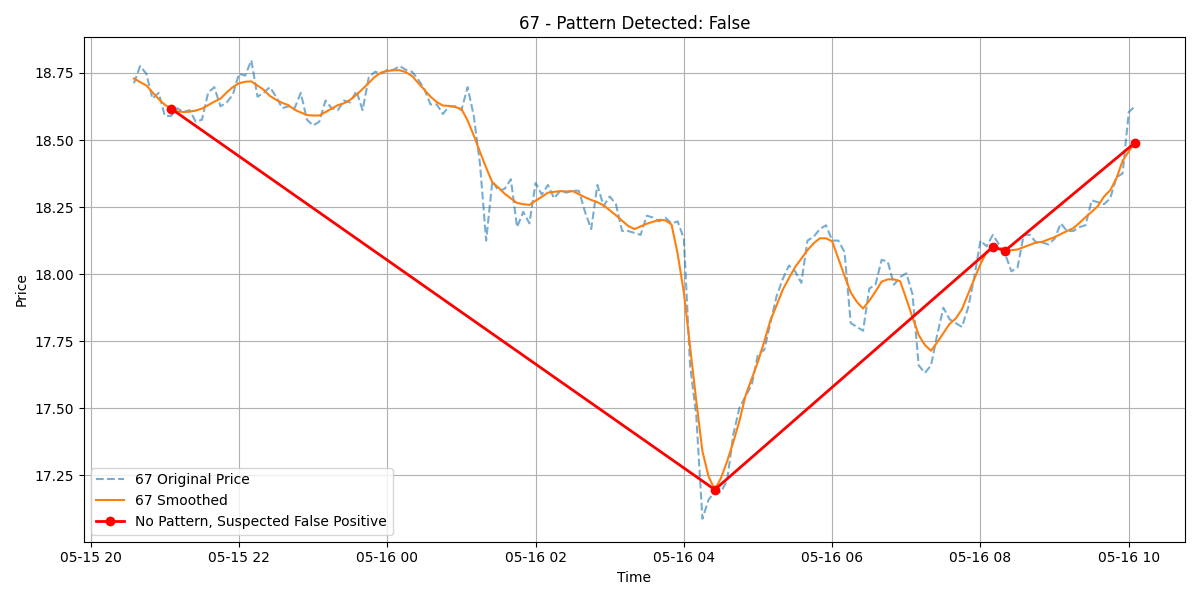 67 - Pattern Detected: False
Price
18.75
18.50
18.25
18.00
17.75
17.50
17.25
67 Original Price
67 Smoothed
No Pattern, Suspected False Positive
05-15 20
05-15 22
05-16 00
05-16 02
05-16 04
05-16 06
05-16 08
05-16 10
Time